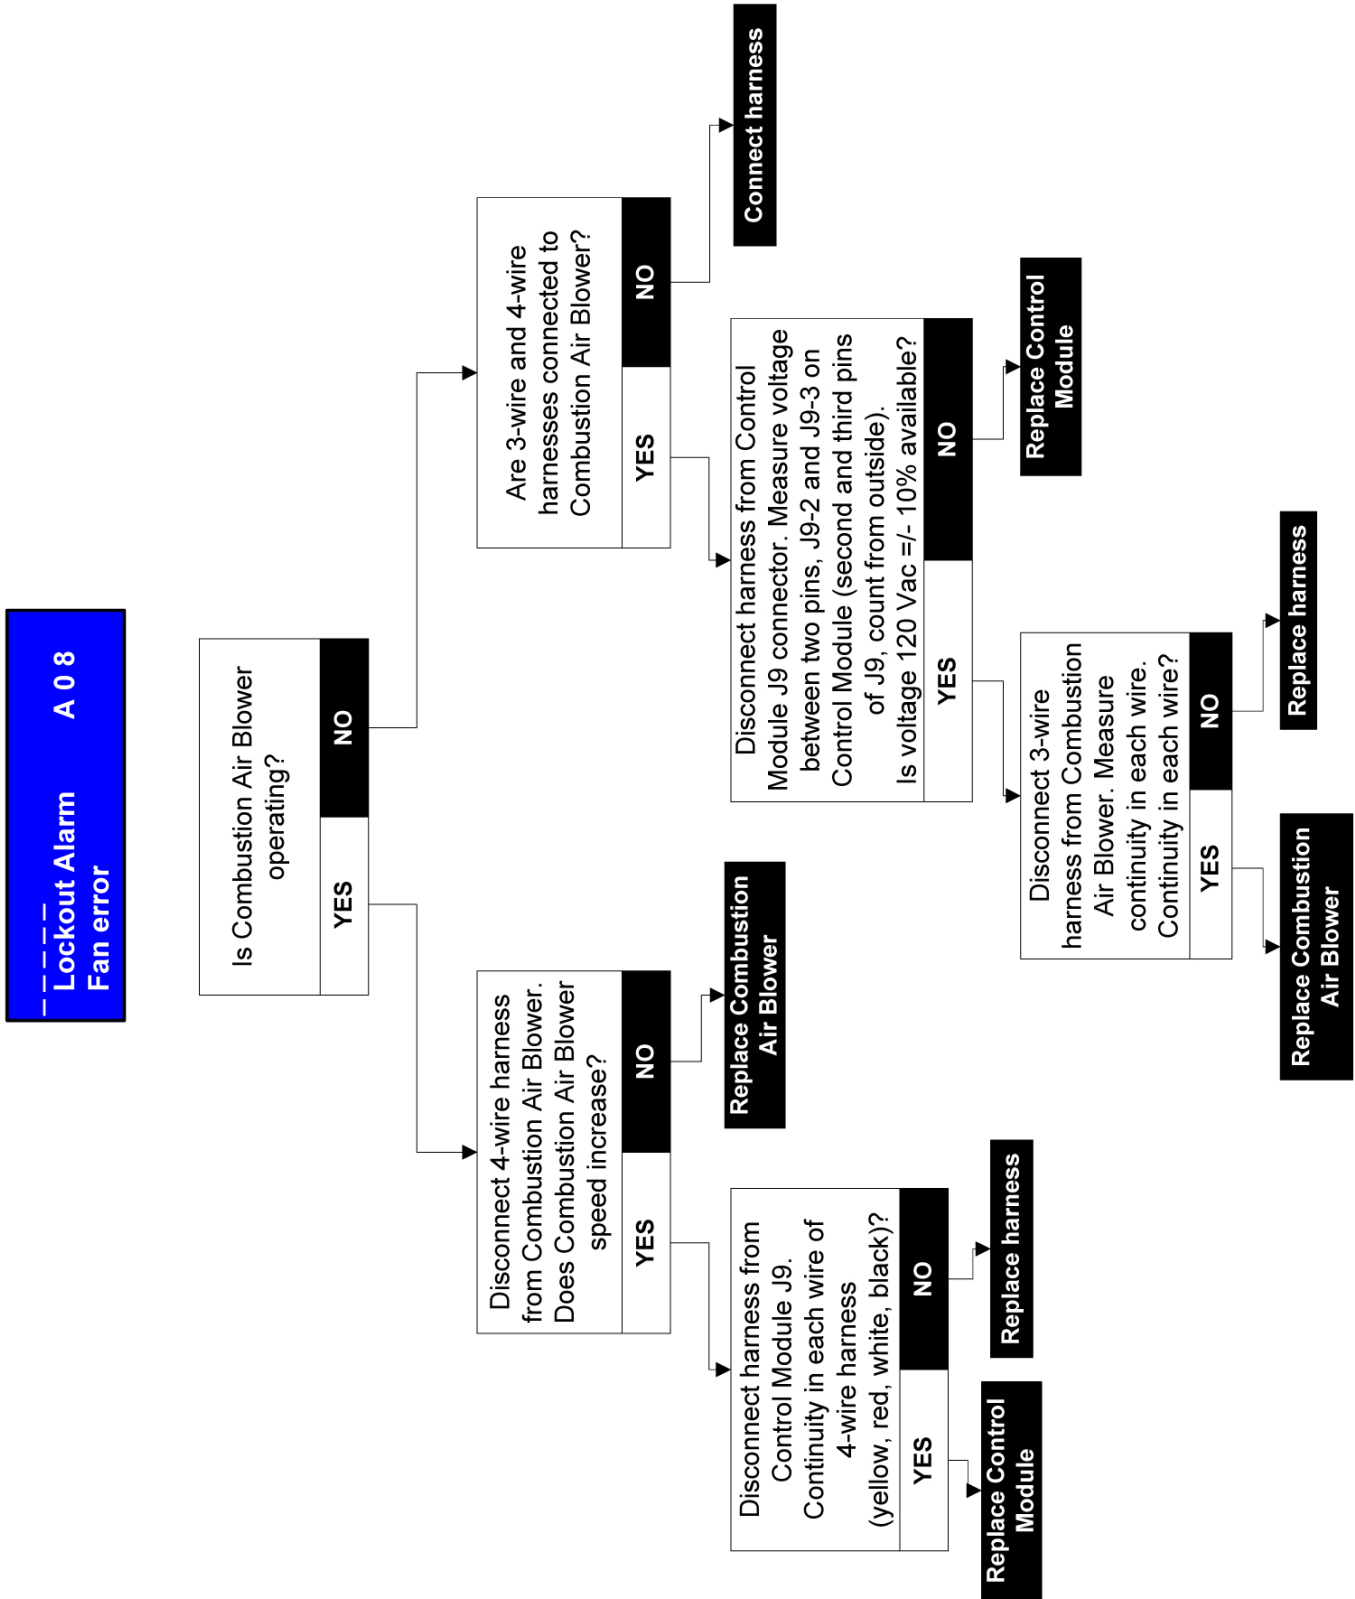 _ _ _ _ _
Lockout Alarm A 0 8
Fan error
Is Combustion Air Blower
operating?
YES
NO
Disconnect 4-wire harness
from Combustion Air Blower.
Does Combustion Air Blower
speed increase?
YES
NO
Are 3-wire and 4-wire
harnesses connected to
Combustion Air Blower?
YES
NO
Replace Combustion
Air Blower
Connect harness
Disconnect harness from
Control Module J9.
Continuity in each wire of
4-wire harness
(yellow, red, white, black)?
YES
NO
Disconnect harness from Control
Module J9 connector. Measure voltage
between two pins, J9-2 and J9-3 on
Control Module (second and third pins
of J9, count from outside).
Is voltage 120 Vac =/- 10% available?
YES
NO
Replace Control
Module
Replace harness
Disconnect 3-wire
harness from Combustion
Air Blower. Measure
continuity in each wire.
Continuity in each wire?
YES
NO
Replace Control
Module
Replace Combustion
Air Blower
Replace harness